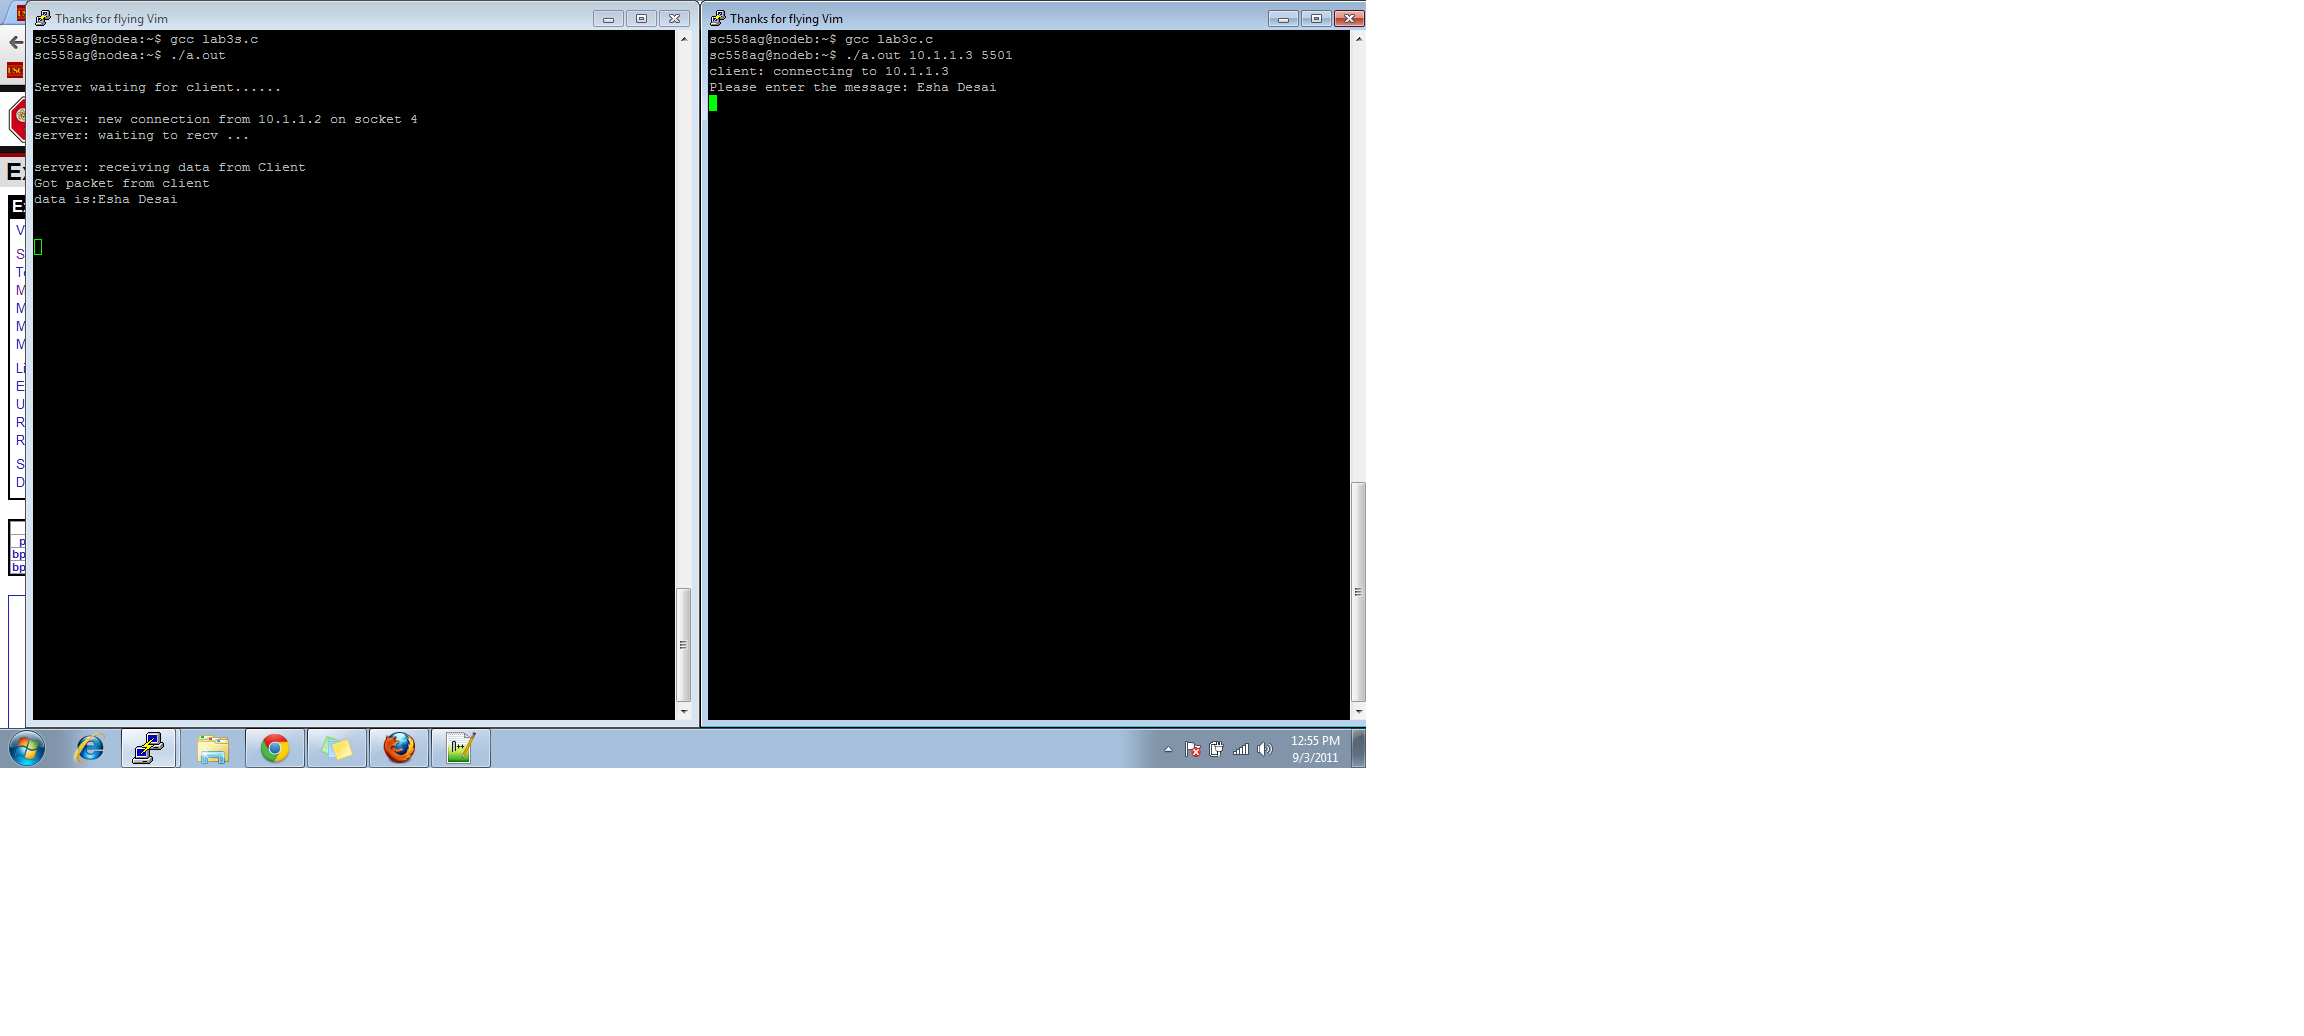 Thanks for flying Vim
sc558ag@nodea:~$ gcc lab3s.c
sc558ag@nodea:~$ ./a.out
Server waiting for client......
Server: new connection from 10.1.1.2 on socket 4
server: waiting to recv ...
server: receiving data from Client
Got packet from client
data is:Esha Desai
Thanks for flying Vim
sc558ag@nodeb:~$ gcc lab3c.c
sc558ag@nodeb:~$ ./a.out 10.1.1.3 5501
client: connecting to 10.1.1.3
Please enter the message: Esha Desai
12:55 PM
9/3/2011